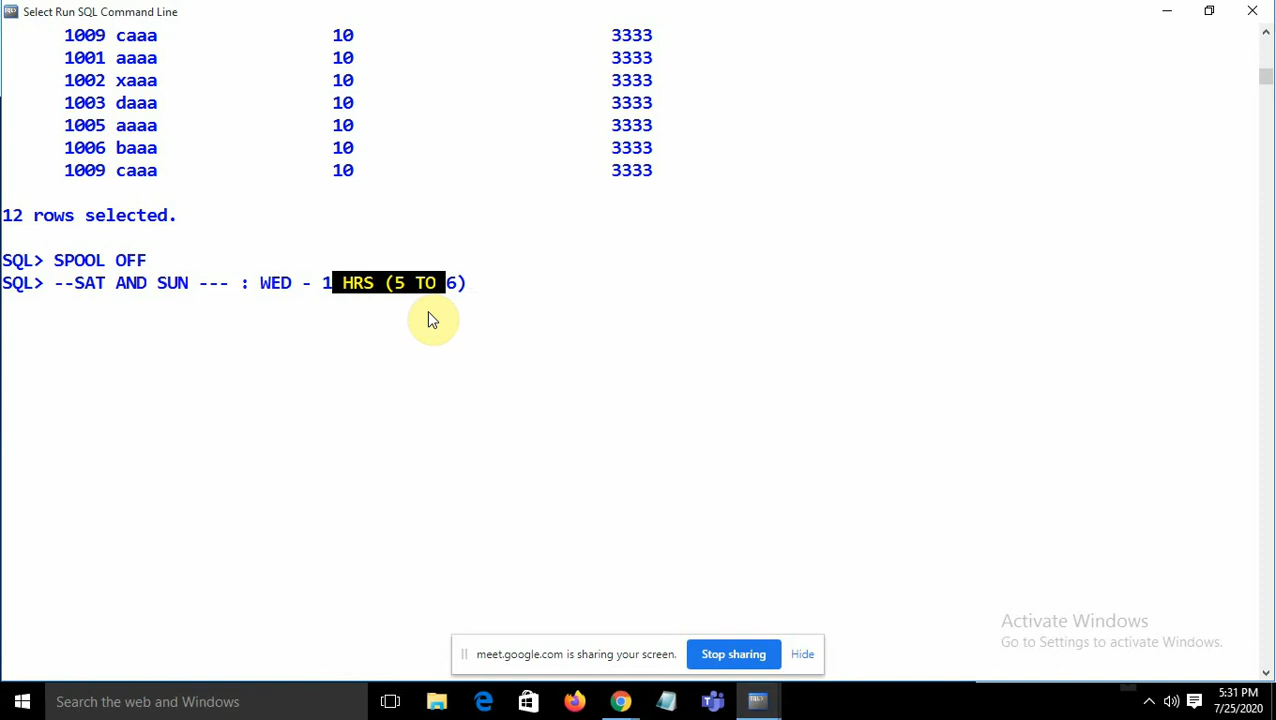 Select Run SQL Command Line
1009 caaa 10 3333
1001 aaaa 10 3333
1002 xaaa 10 3333
1003 daaa 10 3333
1005 aaaa 10 3333
1006 baaa 10 3333
1009 caaa 10 3333
12 rows selected.
SQL> SPOOL OFF
SQL> --SAT AND SUN --- : WED - 1 HRS (5 TO 6)
Activate Windows
Go to Settings to activate Windows.
meet.google.com is sharing your screen. Stop sharing Hide
Search the web and Windows
5:31 PM
7/25/2020